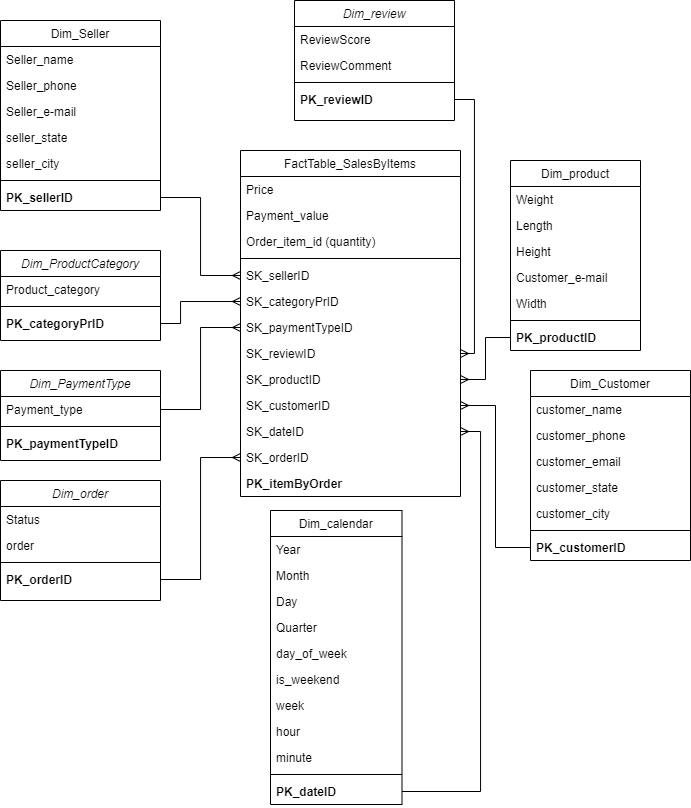 Dim_Seller
Seller_name
Seller_phone
Seller_e-mail
seller_state
seller_city
PK_sellerID
Dim_review
ReviewScore
ReviewComment
PK_reviewID
FactTable_SalesByItems
Price
Payment_value
Order_item_id (quantity)
SK_sellerID
SK_categoryPrID
SK_paymentTypeID
SK_reviewID
SK_productID
SK_customerID
SK_dateID
SK_orderID
PK_itemByOrder
Dim_product
Weight
Length
Height
Customer_e-mail
Width
PK_productID
Dim_ProductCategory
Product_category
PK_categoryPrID
Dim_PaymentType
Payment_type
PK_paymentTypeID
Dim_Customer
customer_name
customer_phone
customer_email
customer_state
customer_city
PK_customerID
Dim_order
Status
order
PK_orderID
Dim_calendar
Year
Month
Day
Quarter
day_of_week
is_weekend
week
hour
minute
PK_dateID